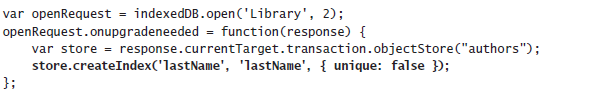 var openRequest = indexedDB.open('Library', 2);
openRequest.onupgradeneeded = function(response) {
    var store = response.currentTarget.transaction.objectStore("authors");
    store.createIndex('lastName', 'lastName', { unique: false });
};